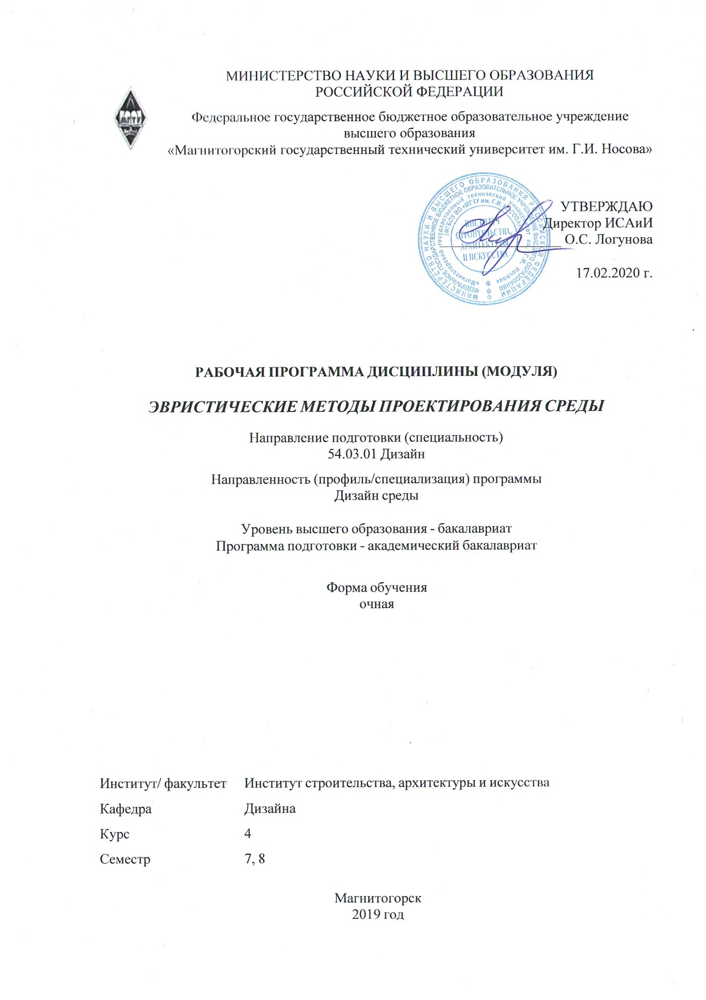 МИНИСТЕРСТВО НАУКИ И ВЫСШЕГО ОБРАЗОВАНИЯ
РОССИЙСКОЙ ФЕДЕРАЦИИ
МГТУ
Федеральное государственное бюджетное образовательное учреждение
высшего образования
«Магнитогорский государственный технический университет им. Г.И. Носова»
УТВЕРЖДАЮ
Директор ИСАиИ
О.С. Логунова
17.02.2020 г.
МИНИСТЕРСТВО НАУКИ И ВЫСШЕГО ОБРАЗОВАНИЯ РОССИЙСКОЙ ФЕДЕРАЦИИ
ФЕДЕРАЛЬНОЕ ГОСУДАРСТВЕННОЕ БЮДЖЕТНОЕ ОБРАЗОВАТЕЛЬНОЕ УЧРЕЖДЕНИЕ ВЫСШЕГО ОБРАЗОВАНИЯ
«Магнитогорский государственный технический университет им. Г.И. Носова»
(ФГБОУ ВО «МГТУ им. Г.И. НОСОВА»)
ИНСТИТУТ
СТРОИТЕЛЬСТВА,
АРХИТЕКТУРЫ
И ИСКУССТВА
РАБОЧАЯ ПРОГРАММА ДИСЦИПЛИНЫ (МОДУЛЯ)
ЭВРИСТИЧЕСКИЕ МЕТОДЫ ПРОЕКТИРОВАНИЯ СРЕДЫ
Направление подготовки (специальность)
54.03.01 Дизайн
Направленность (профиль/специализация) программы
Дизайн среды
Уровень высшего образования - бакалавриат
Программа подготовки - академический бакалавриат
Форма обучения
очная
Институт/ факультет Институт строительства, архитектуры и искусства
Кафедра Дизайна
Курс 4
Семестр 7, 8
Магнитогорск
2019 год